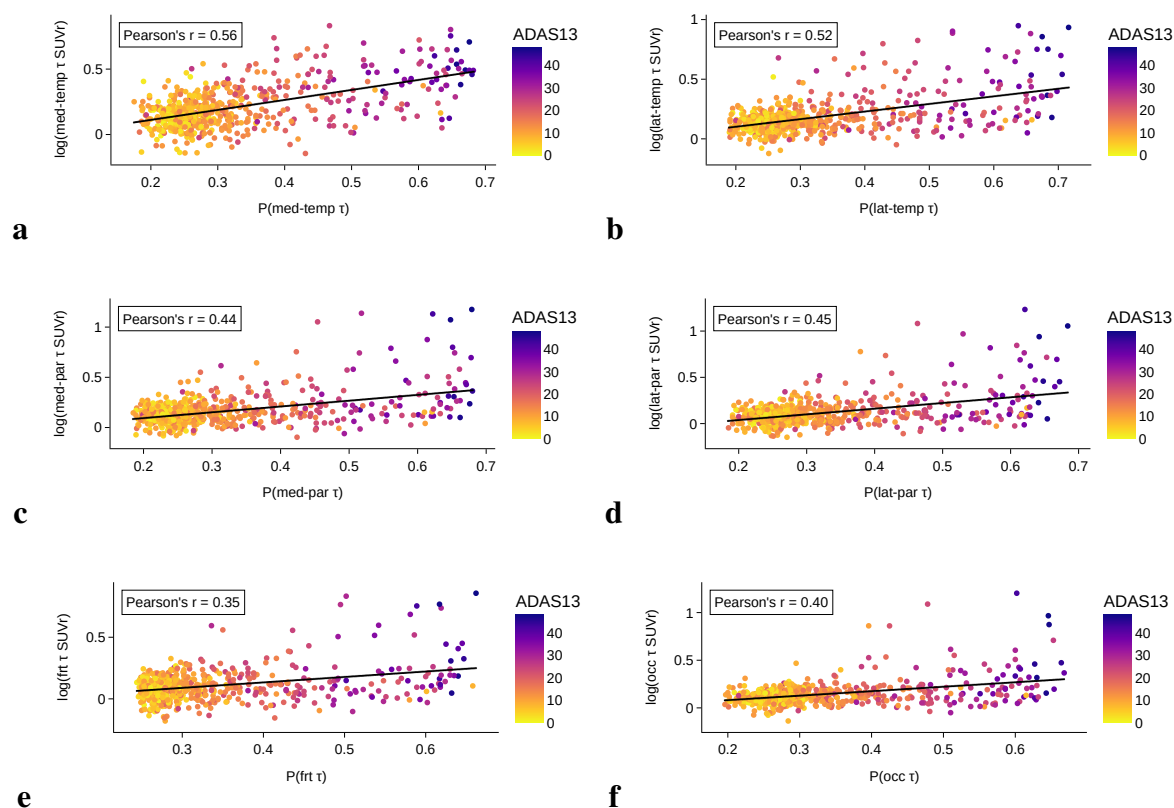 Pearson's r = 0.56
log(med-temp τ SUVr)
0.5
0
0.2 0.3 0.4 0.5 0.6 0.7
P(med-temp τ)
ADAS13
40
30
20
10
0
a
Pearson's r = 0.52
log(lat-temp τ SUVr)
1
0.5
0
0.2 0.3 0.4 0.5 0.6 0.7
P(lat-temp τ)
ADAS13
40
30
20
10
0
b
Pearson's r = 0.44
log(med-par τ SUVr)
1
0.5
0
0.2 0.3 0.4 0.5 0.6 0.7
P(med-par τ)
ADAS13
40
30
20
10
0
c
Pearson's r = 0.45
log(lat-par τ SUVr)
1
0.5
0
0.2 0.3 0.4 0.5 0.6 0.7
P(lat-par τ)
ADAS13
40
30
20
10
0
d
Pearson's r = 0.35
log(frt τ SUVr)
0.5
0
0.3 0.4 0.5 0.6
P(frt τ)
ADAS13
40
30
20
10
0
e
Pearson's r = 0.40
log(occ τ SUVr)
1
0.5
0
0.2 0.3 0.4 0.5 0.6
P(occ τ)
ADAS13
40
30
20
10
0
f